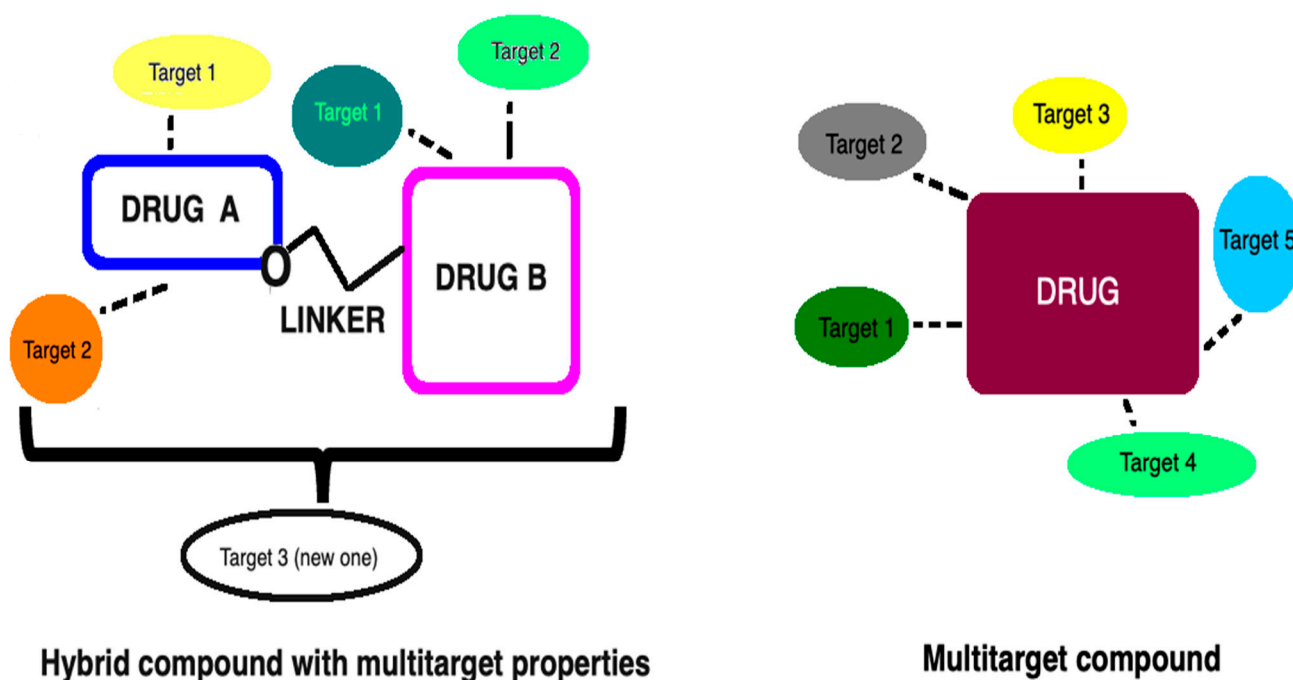 Target 1
Target 1
Target 2
DRUG A
O
LINKER
DRUG B
Target 2
Target 3 (new one)
Hybrid compound with multitarget properties
Target 2
Target 3
Target 5
DRUG
Target 1
Target 4
Multitarget compound